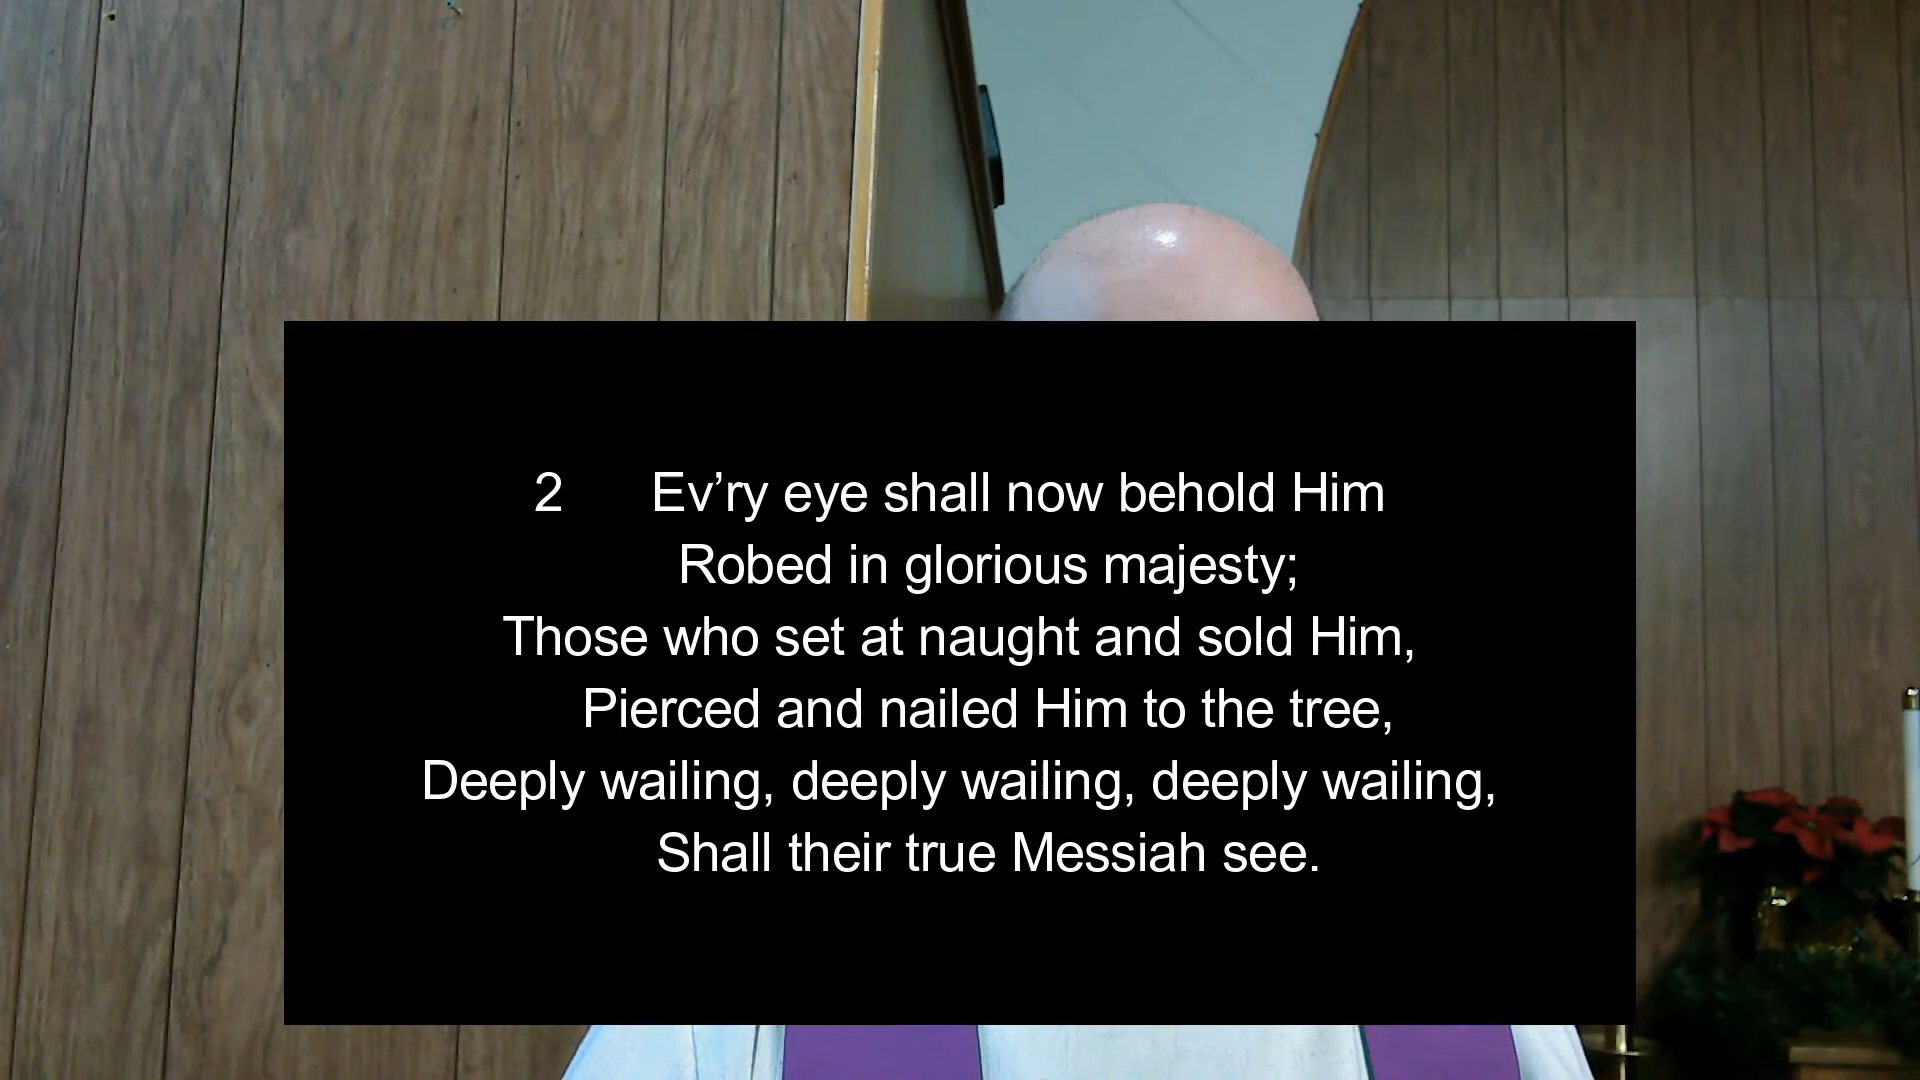 2 Ev’ry eye shall now behold Him
Robed in glorious majesty;
Those who set at naught and sold Him,
Pierced and nailed Him to the tree,
Deeply wailing, deeply wailing, deeply wailing,
Shall their true Messiah see.